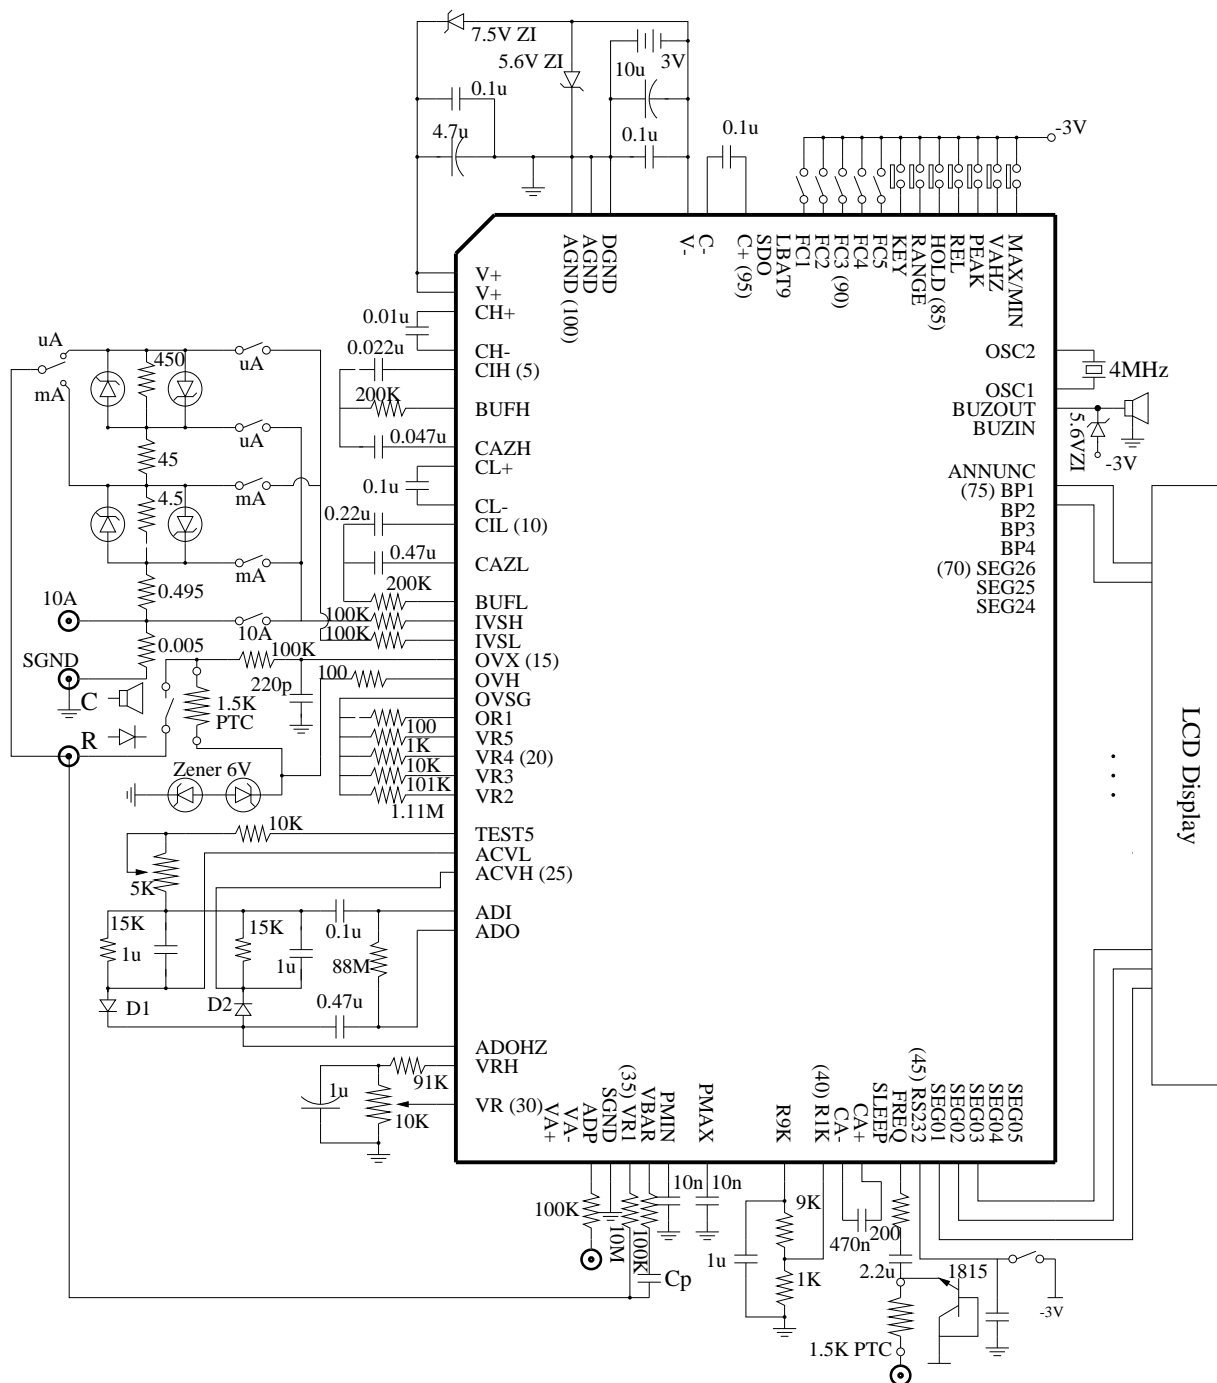 7.5V ZI
5.6V ZI
3V
10u
0.1u
4.7u
0.1u
0.1u
-3V
AGND (100)
AGND
DGND
V-
C-
C+ (95)
SDO
LBAT9
FC1
FC2
FC3 (90)
FC4
FC5
KEY
RANGE
HOLD (85)
REL
PEAK
VAHZ
MAX/MIN
V+
V+
CH+
CH-
CIH (5)
BUFH
CAZH
CL+
CL-
CIL (10)
CAZL
BUFL
IVSH
IVSL
OVX (15)
OVH
OVSG
OR1
VR5
VR4 (20)
VR3
VR2
TEST5
ACVL
ACVH (25)
ADI
ADO
ADOHZ
VRH
VR (30)
0.01u
0.022u
200K
0.047u
0.1u
0.22u
0.47u
200K
100K
100K
100K
100
220p
100
1K
10K
101K
1.11M
uA
mA
450
uA
uA
45
mA
4.5
mA
0.495
10A
10A
0.005
SGND
C
R
1.5K
PTC
Zener 6V
10K
5K
15K
1u
15K
1u
0.1u
88M
0.47u
D1
D2
91K
1u
10K
OSC2
OSC1
BUZOUT
BUZIN
4MHz
5.6VZI
-3V
ANNUNC
(75) BP1
BP2
BP3
BP4
(70) SEG26
SEG25
SEG24
LCD Display
VA+
VA-
ADP
SGND
(35) VR1
VBAR
PMIN
PMAX
R9K
(40) R1K
CA-
CA+
SLEEP
FREQ
(45) RS232
SEG01
SEG02
SEG03
SEG04
SEG05
100K
10M
100K
Cp
10n
10n
9K
1u
1K
470n
200
2.2u
1815
-3V
1.5K PTC